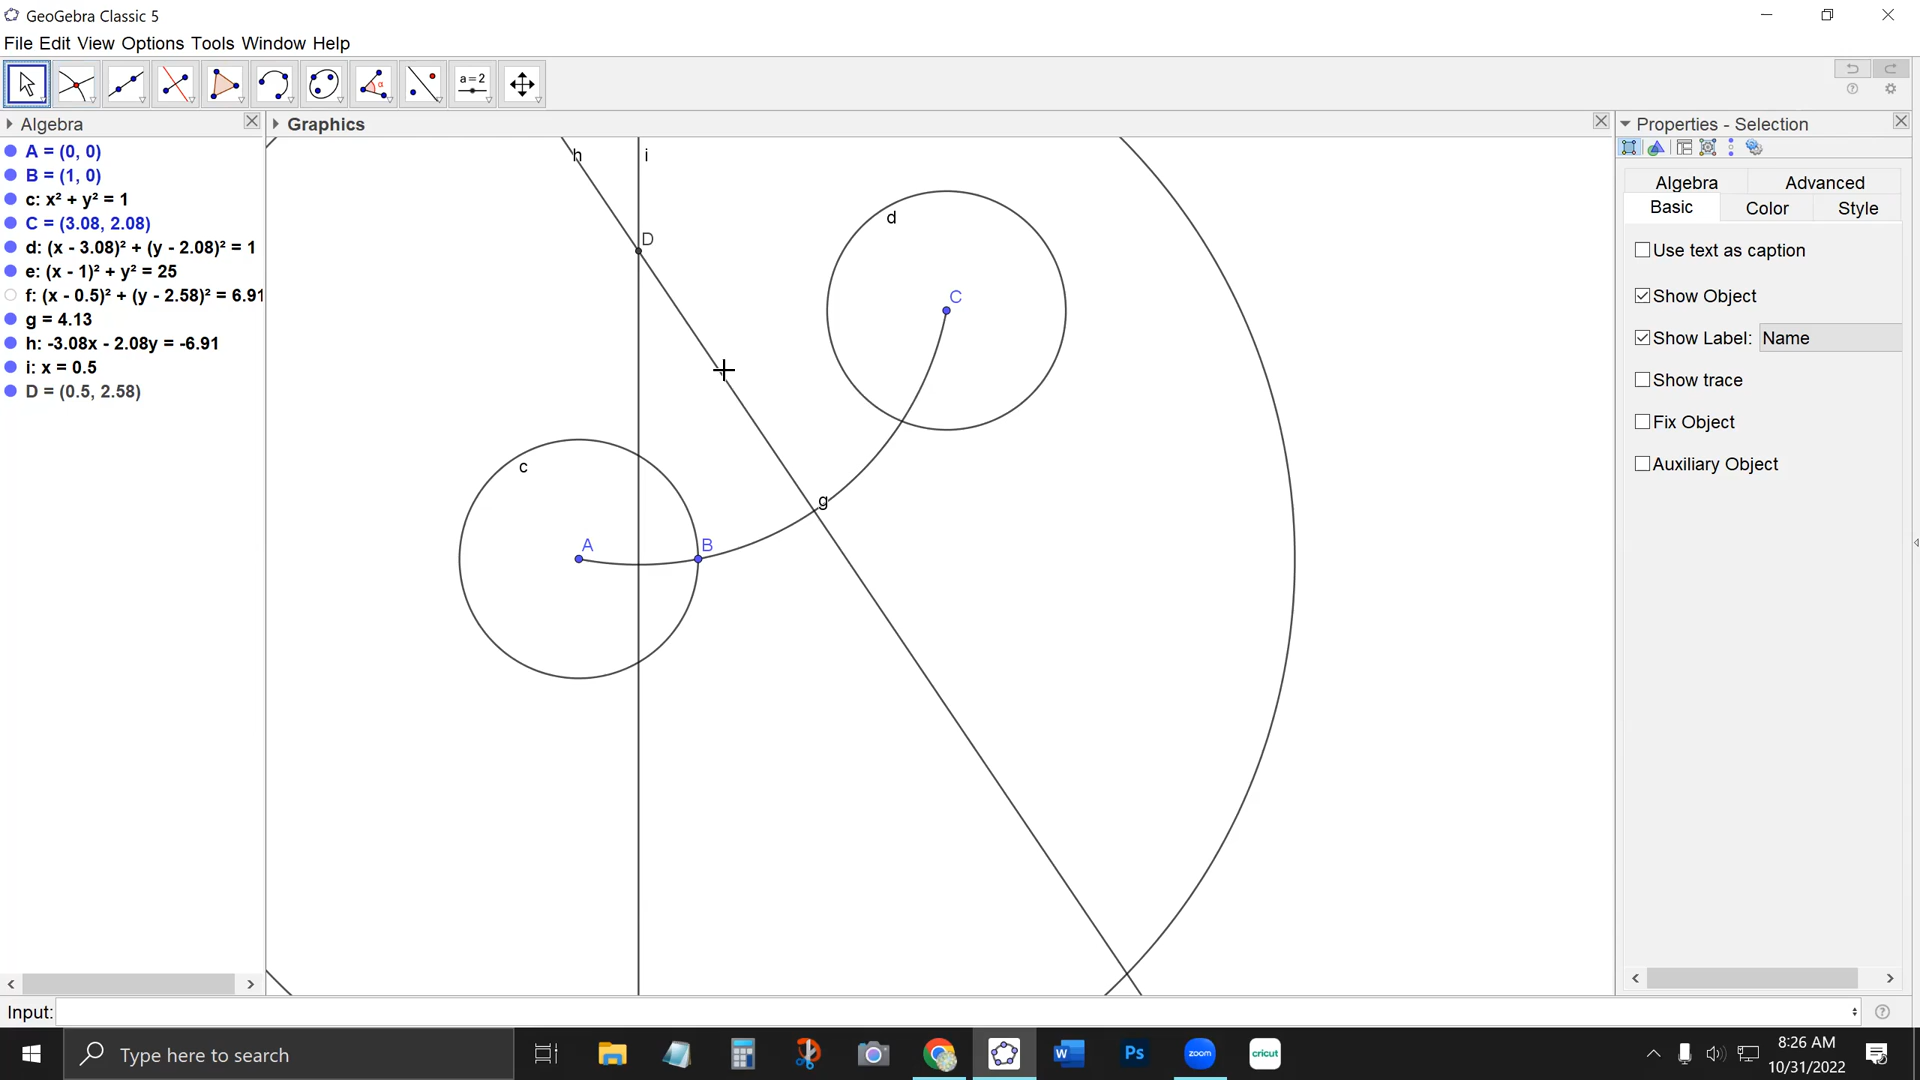 GeoGebra Classic 5
File Edit View Options Tools Window Help
a=2
α
Algebra
Graphics
Properties - Selection
A = (0, 0)
B = (1, 0)
c: x² + y² = 1
C = (3.08, 2.08)
d: (x - 3.08)² + (y - 2.08)² = 1
e: (x - 1)² + y² = 25
f: (x - 0.5)² + (y - 2.58)² = 6.91
g = 4.13
h: -3.08x - 2.08y = -6.91
i: x = 0.5
D = (0.5, 2.58)
h
i
D
d
C
c
g
A
B
Algebra
Advanced
Basic
Color
Style
Use text as caption
Show Object
Show Label: Name
Show trace
Fix Object
Auxiliary Object
Input:
Type here to search
W
Ps
zoom
cricut
8:26 AM
10/31/2022